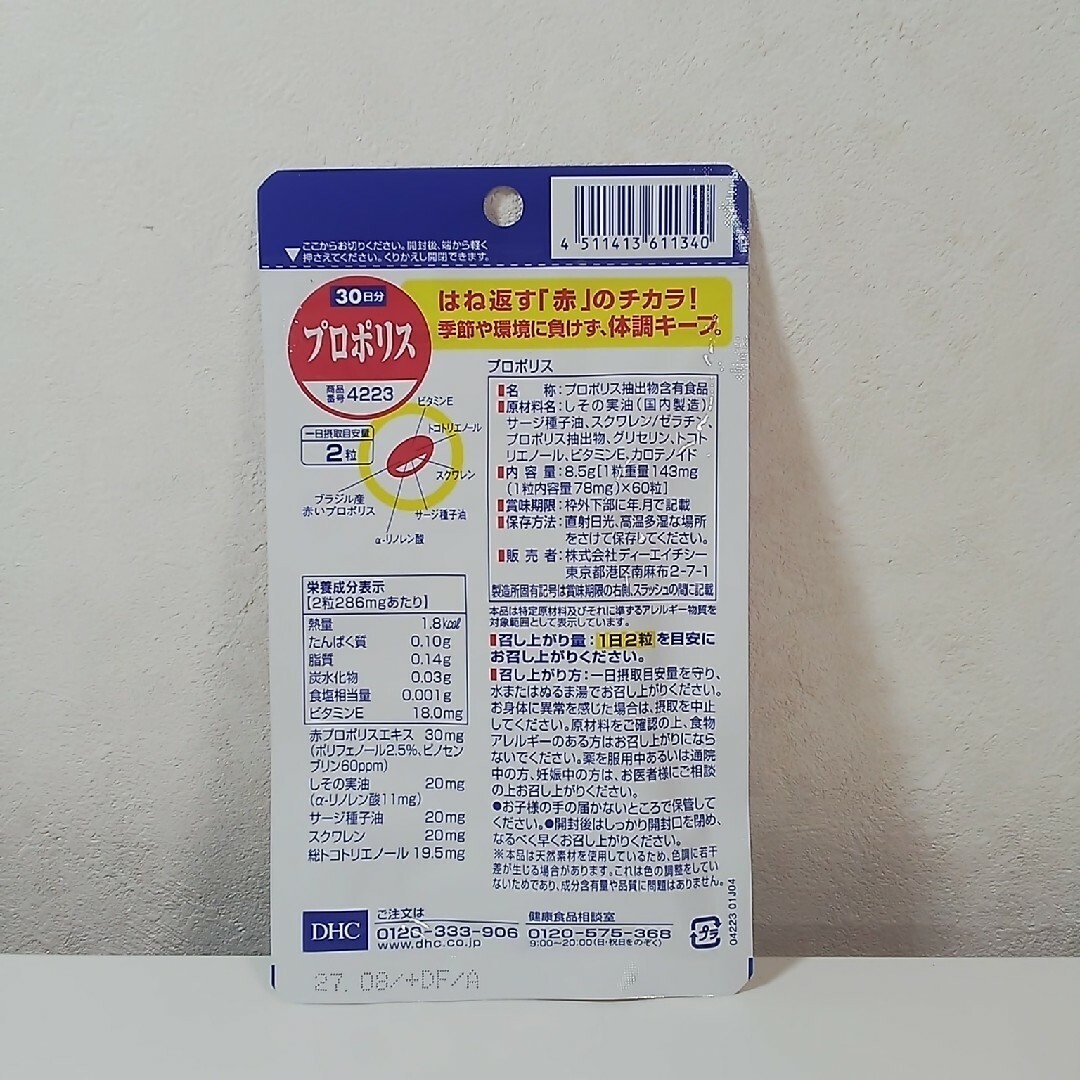 4 511413 611340
▼ここからお切りください。開封後、端から軽く
押さえてください。くりかえし開閉できます。
30日分
プロポリス
商品番号 4223
はね返す「赤」のチカラ!
季節や環境に負けず、体調キープ。
一日摂取目安量
2粒
ビタミンE
トコトリエノール
スクワレン
サージ種子油
α-リノレン酸
ブラジル産
赤いプロポリス
プロポリス
名 称:プロポリス抽出物含有食品
原材料名:しその実油(国内製造)、
サージ種子油、スクワレン/ゼラチン、
プロポリス抽出物、グリセリン、トコト
リエノール、ビタミンE、カロテノイド
内 容 量:8.5g[1粒重量143mg
(1粒内容量78mg)×60粒]
賞味期限:枠外下部に年.月で記載
保存方法:直射日光、高温多湿な場所
をさけて保存してください。
販 売 者:株式会社ディーエイチシー
東京都港区南麻布2-7-1
製造所固有記号は賞味期限の右側、スラッシュの間に記載
本品は特定原材料及びそれに準ずるアレルギー物質を
対象範囲として表示しています。
召し上がり量:1日2粒を目安に
お召し上がりください。
召し上がり方:一日摂取目安量を守り、
水またはぬるま湯でお召し上がりください。
お身体に異常を感じた場合は、摂取を中止
してください。原材料をご確認の上、食物
アレルギーのある方はお召し上がりになら
ないでください。薬を服用中あるいは通院
中の方、妊娠中の方は、お医者様にご相談
の上お召し上がりください。
●お子様の手の届かないところで保管して
ください。●開封後はしっかり開封口を閉め、
なるべく早くお召し上がりください。
※本品は天然素材を使用しているため、色調に若干
差が生じる場合があります。これは色の調整をしてい
ないためであり、成分含有量や品質に問題はありません。
栄養成分表示
[2粒286mgあたり]
熱量 1.8kcal
たんぱく質 0.10g
脂質 0.14g
炭水化物 0.03g
食塩相当量 0.001g
ビタミンE 18.0mg
赤プロポリスエキス 30mg
(ポリフェノール2.5%、ピノセン
ブリン60ppm)
しその実油 20mg
(α-リノレン酸11mg)
サージ種子油 20mg
スクワレン 20mg
総トコトリエノール 19.5mg
DHC
ご注文は
0120-333-906
www.dhc.co.jp
健康食品相談室
0120-575-368
9:00~20:00(日・祝日をのぞく)
プラ
04223 01J04
27. 08/+DF/A